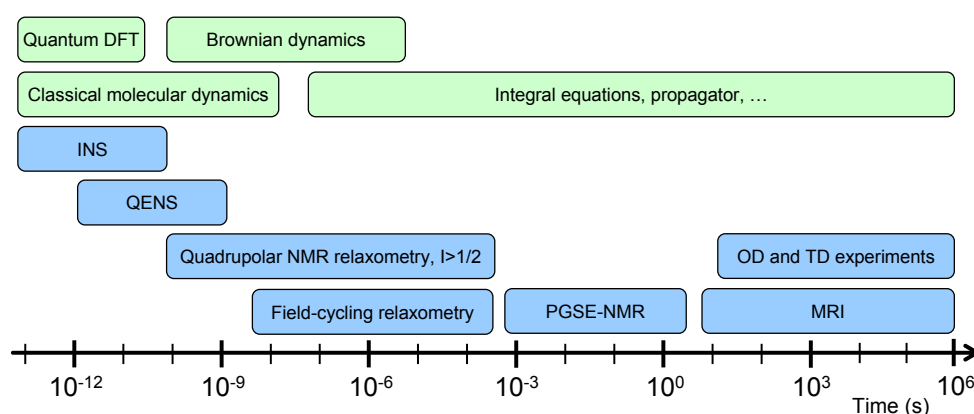 Quantum DFT
Brownian dynamics
Classical molecular dynamics
Integral equations, propagator, …
INS
QENS
Quadrupolar NMR relaxometry, I>1/2
OD and TD experiments
Field-cycling relaxometry
PGSE-NMR
MRI
10⁻¹²
10⁻⁹
10⁻⁶
10⁻³
10⁰
10³
10⁶
Time (s)